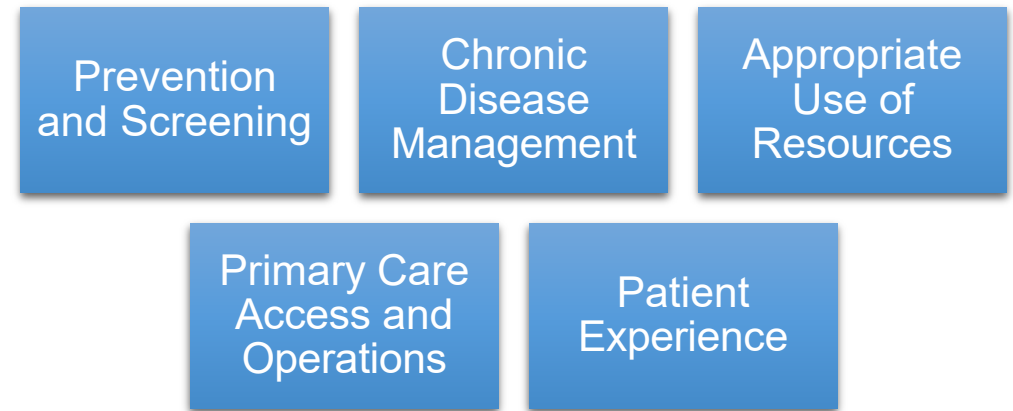 Prevention
and Screening
Chronic
Disease
Management
Appropriate
Use of
Resources
Primary Care
Access and
Operations
Patient
Experience